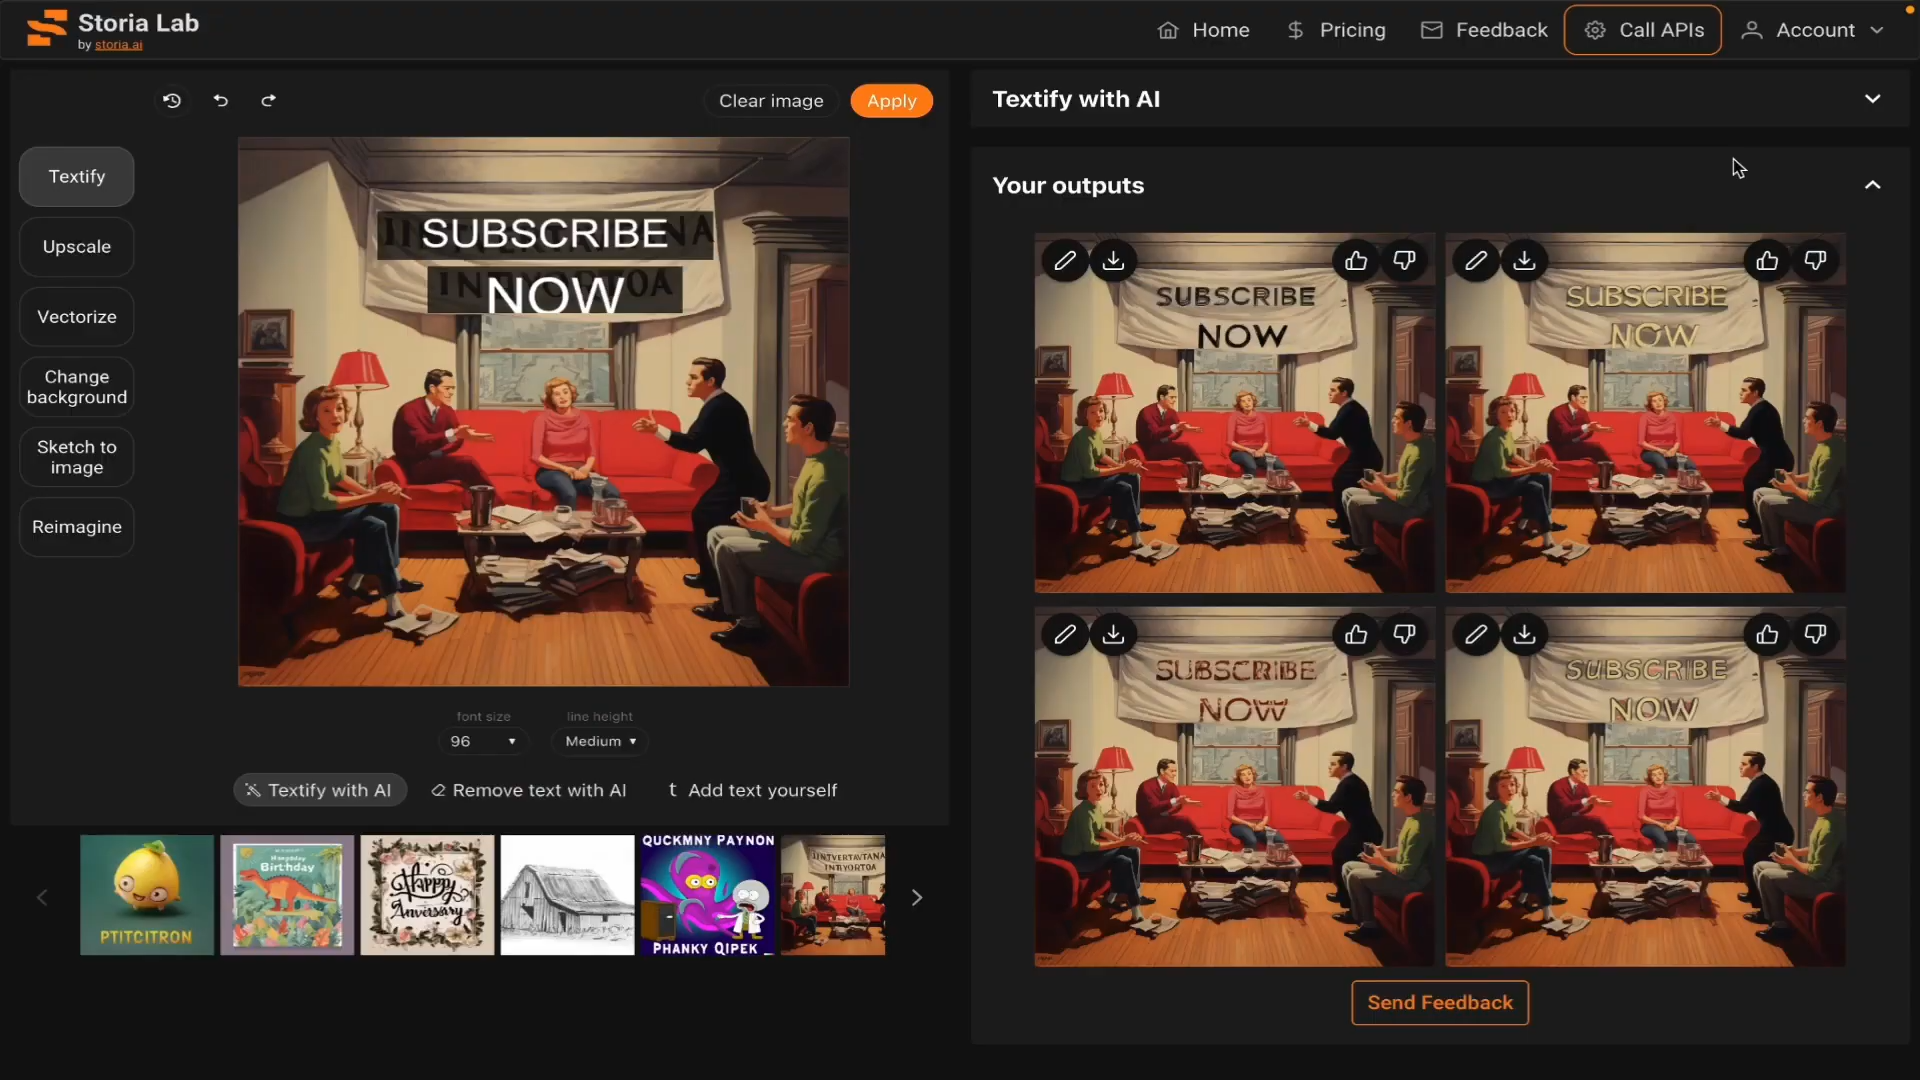 Storia Lab
by storia.ai
Home
Pricing
Feedback
Call APIs
Account
Clear image
Apply
Textify
Upscale
Vectorize
Change
background
Sketch to
image
Reimagine
SUBSCRIBE
NOW
font size
line height
96
Medium
Textify with AI
Remove text with AI
t Add text yourself
PTITCITRON
Birthday
Happy
Aniversary
QUCKMNY PAYNON
PHANKY QIPEK
IINTVERTAVTANA
INTIYORTOA
Textify with AI
Your outputs
SUBSCRIBE
NOW
SUBSCRIBE
NOW
SUBSCRIBE
NOW
SUBSCRIBE
NOW
Send Feedback